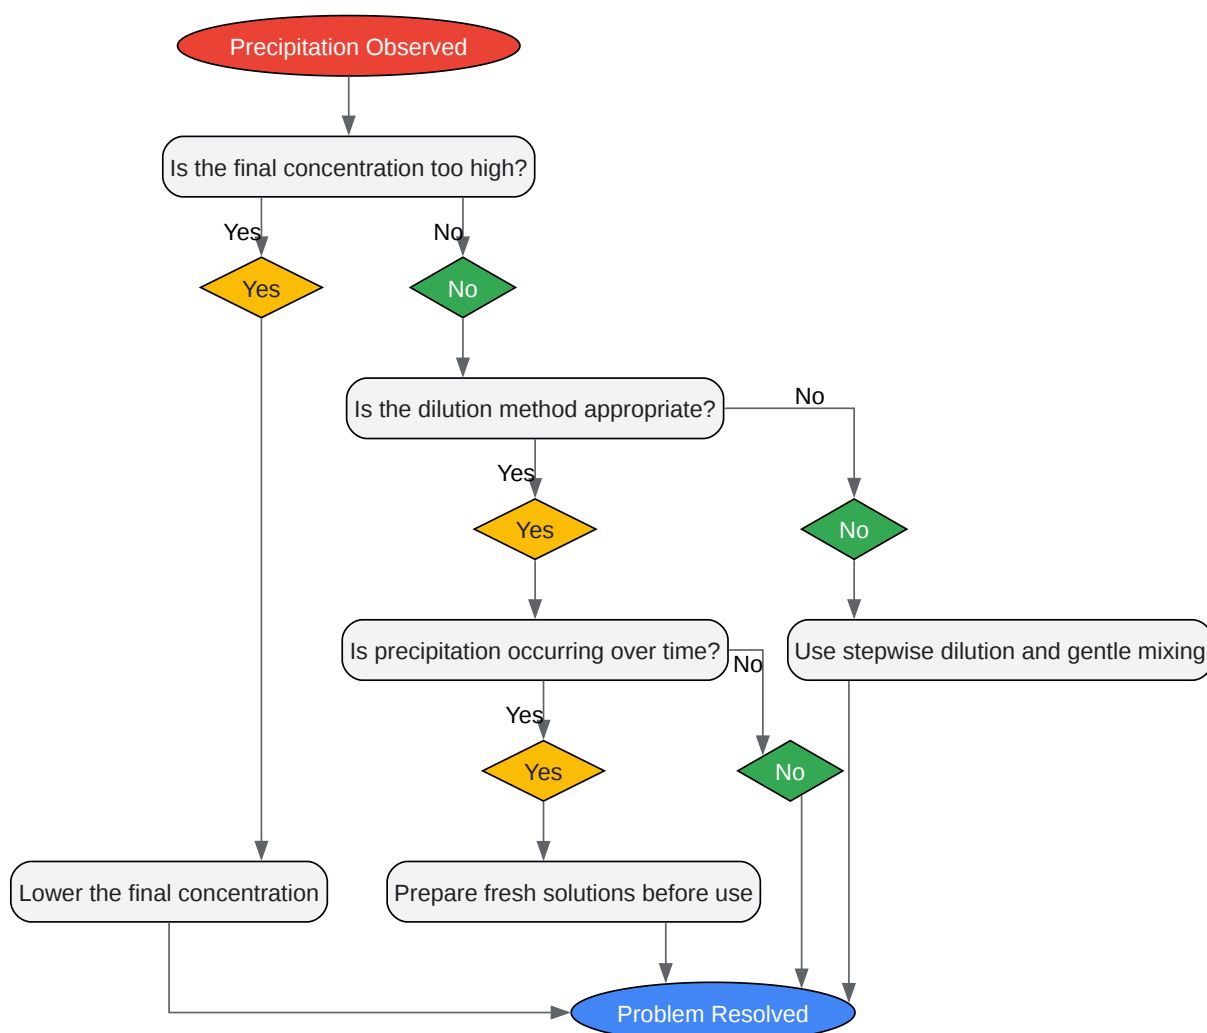 Precipitation Observed
Is the final concentration too high?
Yes
No
Yes
No
Is the dilution method appropriate?
No
Yes
Yes
No
Is precipitation occurring over time?
No
Use stepwise dilution and gentle mixing
Yes
Yes
No
Lower the final concentration
Prepare fresh solutions before use
Problem Resolved